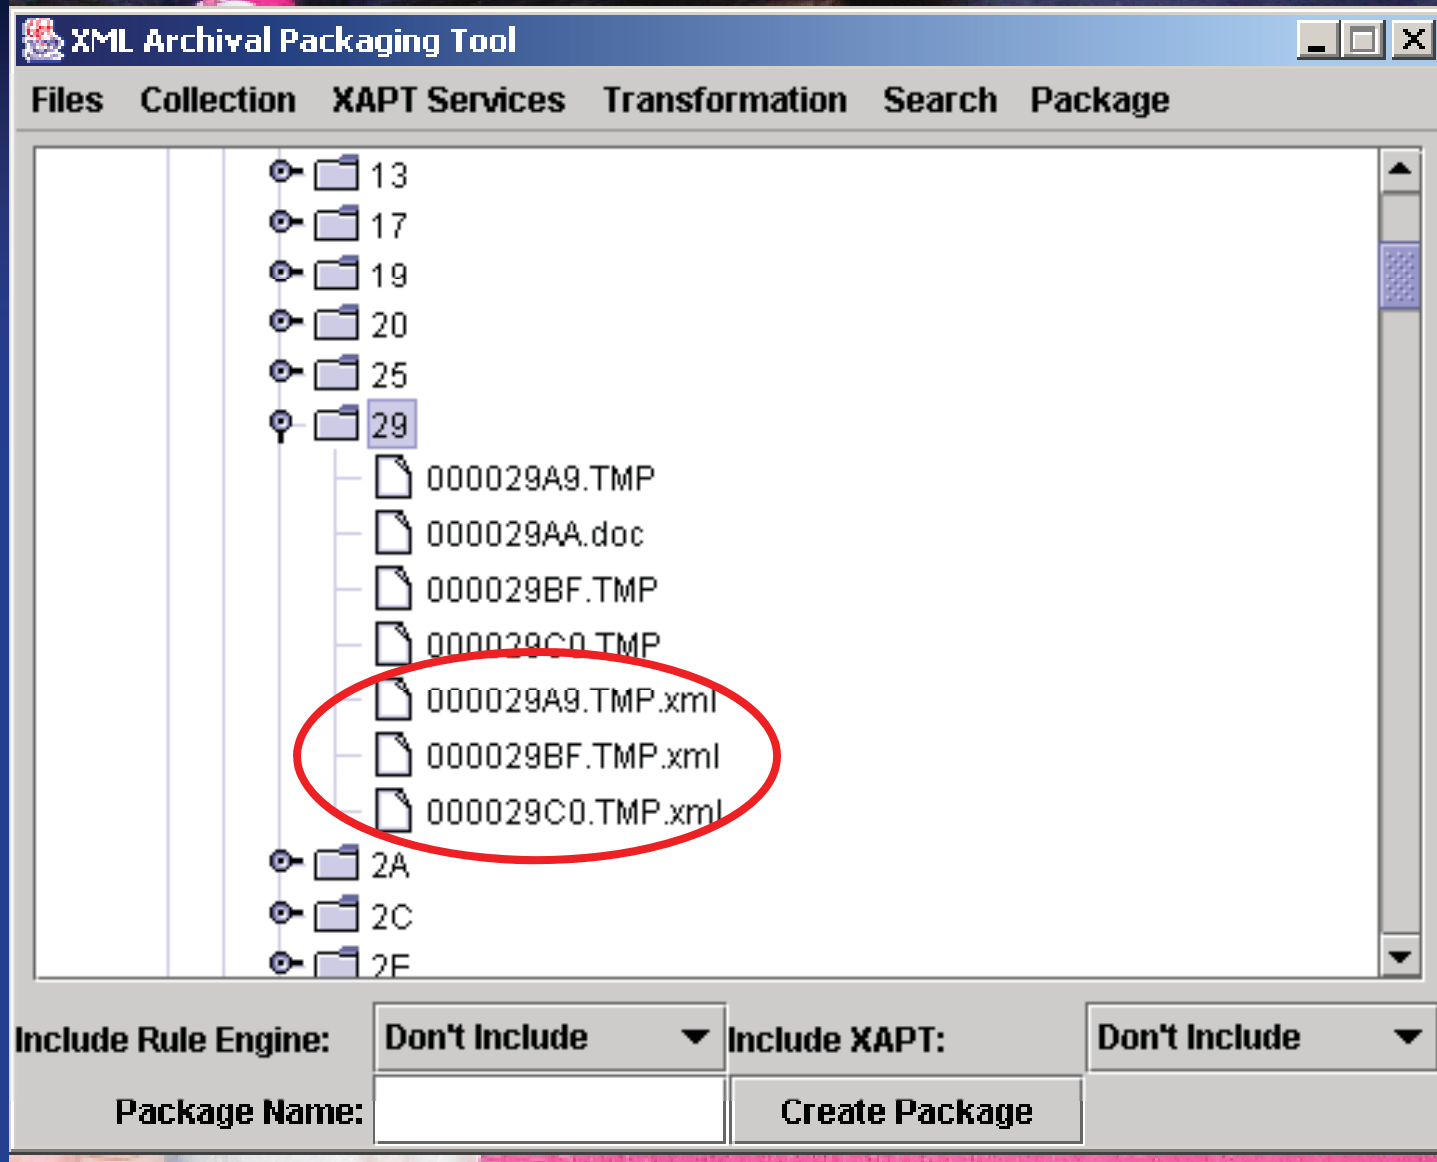 XML Archival Packaging Tool
Files Collection XAPT Services Transformation Search Package
13
17
19
20
25
29
000029A9.TMP
000029AA.doc
000029BF.TMP
000029C0.TMP
000029A9.TMP.xml
000029BF.TMP.xml
000029C0.TMP.xml
2A
2C
Include Rule Engine: Don't Include Include XAPT: Don't Include
Package Name: Create Package